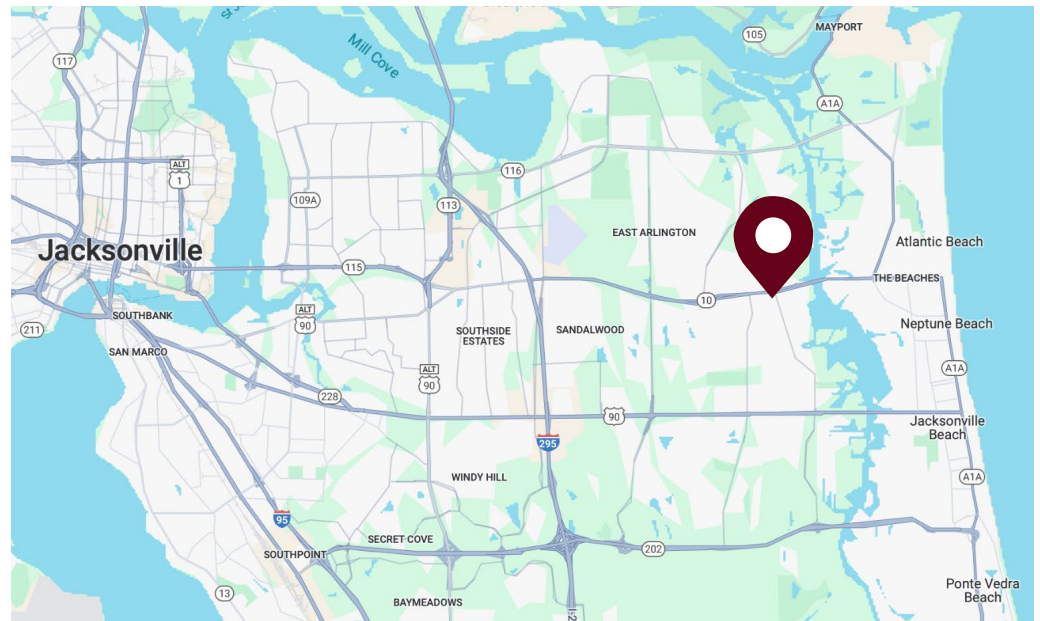 MAYPORT
105
117
Mill Cove
A1A
116
ALT
1
109A
113
EAST ARLINGTON
Atlantic Beach
Jacksonville
115
THE BEACHES
10
ALT
90
SOUTHBANK
211
SOUTHSIDE
ESTATES
SANDALWOOD
Neptune Beach
SAN MARCO
ALT
90
A1A
228
90
Jacksonville
Beach
295
WINDY HILL
A1A
95
SECRET COVE
202
SOUTHPOINT
13
BAYMEADOWS
Ponte Vedra
Beach